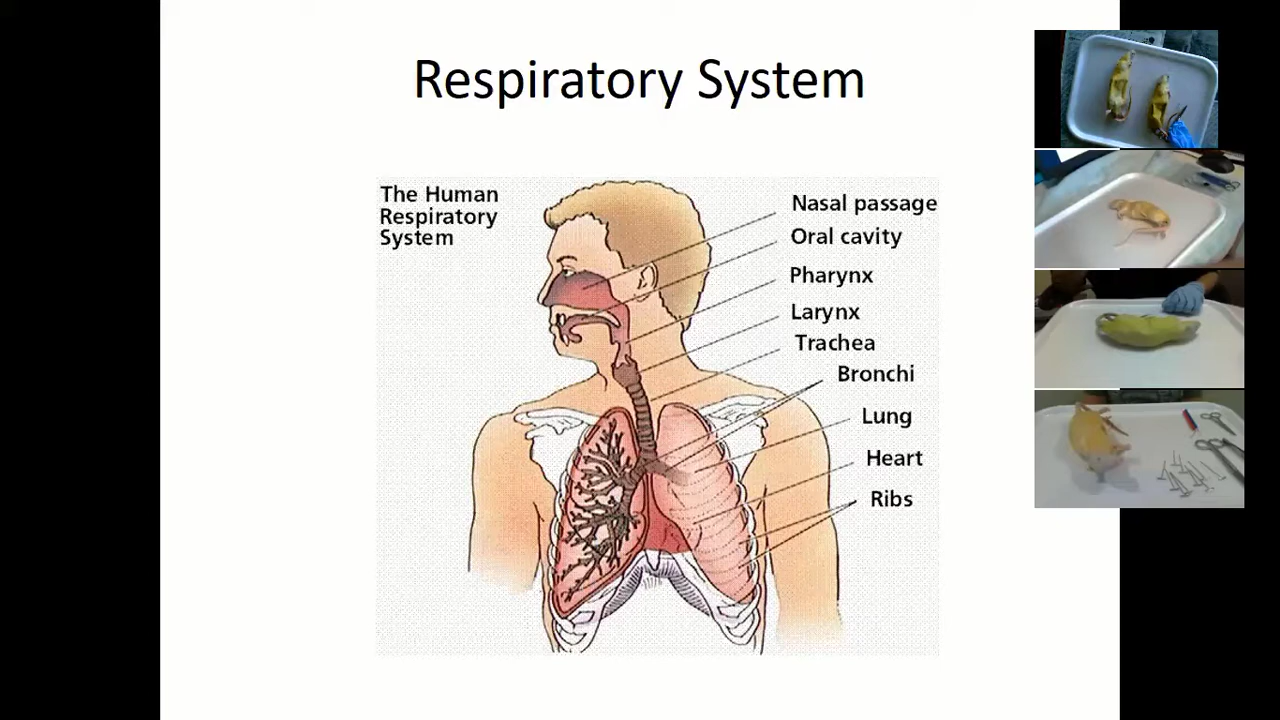 Respiratory System
The Human
Respiratory
System
Nasal passage
Oral cavity
Pharynx
Larynx
Trachea
Bronchi
Lung
Heart
Ribs